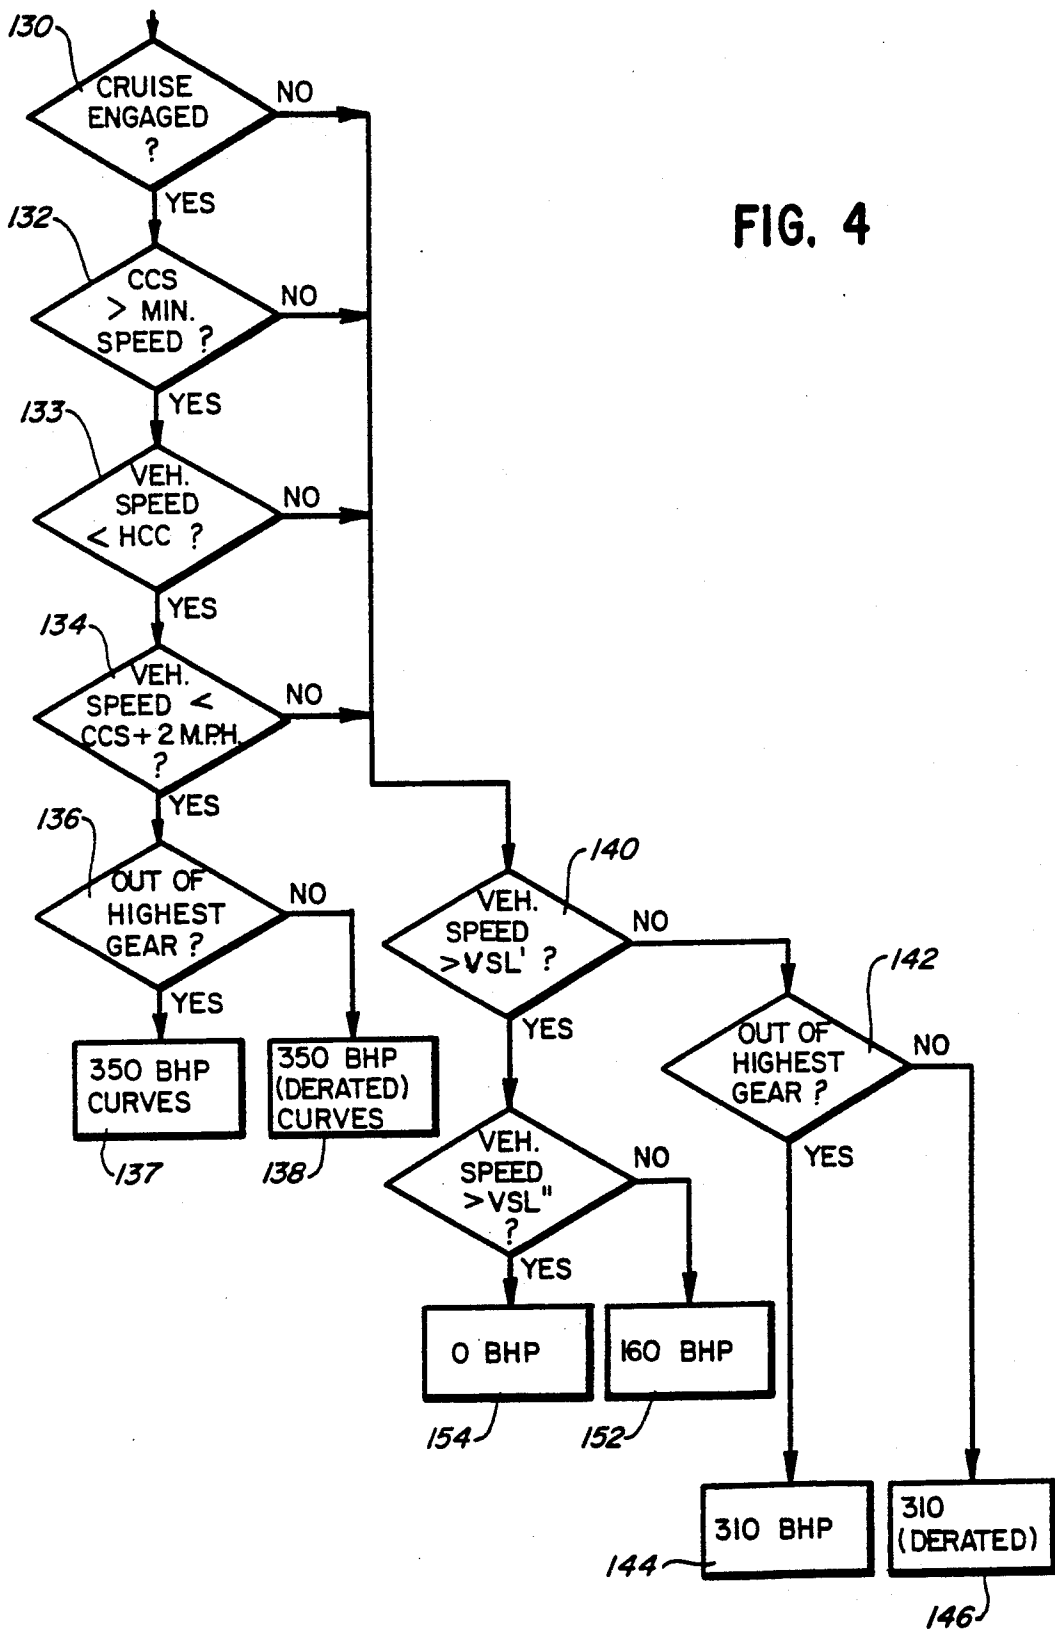 130
CRUISE
ENGAGED
?
NO
YES
FIG. 4
132
CCS
> MIN.
SPEED ?
NO
YES
133
VEH.
SPEED
< HCC ?
NO
YES
134
VEH.
SPEED <
CCS + 2 M.P.H.
?
NO
YES
136
OUT OF
HIGHEST
GEAR ?
NO
YES
350 BHP
CURVES
137
350 BHP
(DERATED)
CURVES
138
140
VEH.
SPEED
> VSL' ?
NO
YES
142
OUT OF
HIGHEST
GEAR ?
NO
YES
VEH.
SPEED
> VSL"
?
NO
YES
0 BHP
154
160 BHP
152
310 BHP
144
310
(DERATED)
146